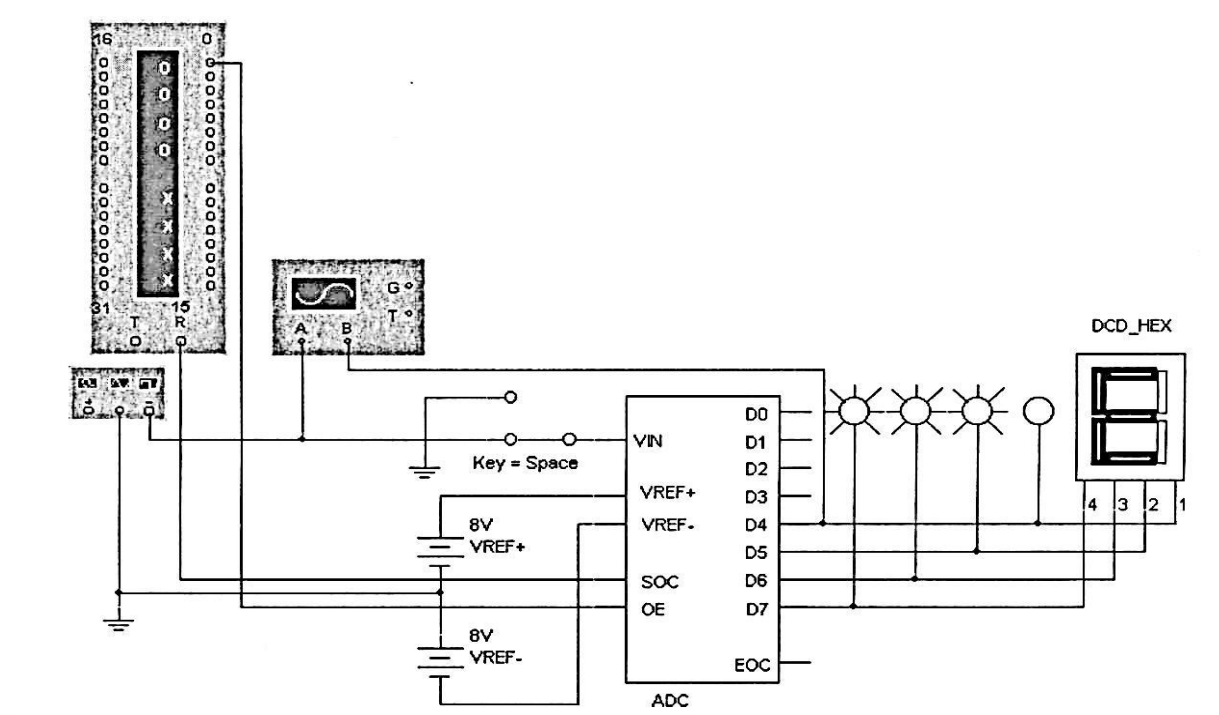 16 0
0
0
0
0
X
X
X
X
31 15
T R
G
T
A B
DCD_HEX
Key = Space
VIN
VREF+
VREF-
SOC
OE
D0
D1
D2
D3
D4
D5
D6
D7
EOC
ADC
8V
VREF+
8V
VREF-
4 3 2 1
E